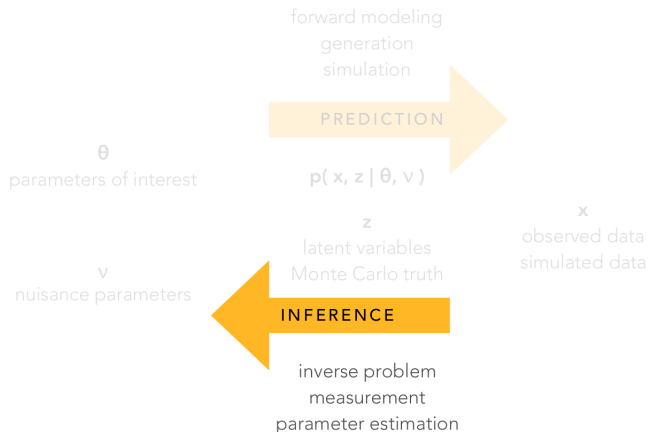 forward modeling
generation
simulation
PREDICTION
θ
parameters of interest
p( x, z | θ, ν )
z
latent variables
Monte Carlo truth
x
observed data
simulated data
ν
nuisance parameters
INFERENCE
inverse problem
measurement
parameter estimation